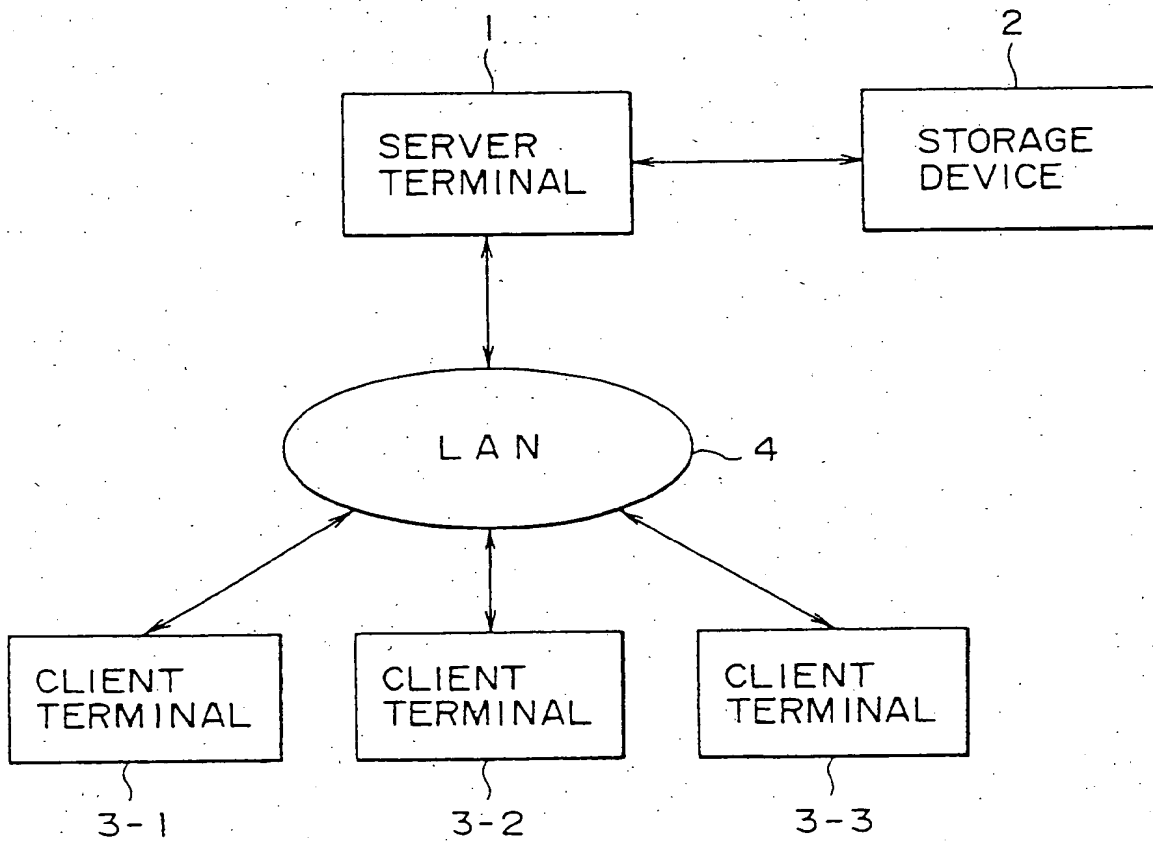 1
2
SERVER
TERMINAL
STORAGE
DEVICE
LAN
4
CLIENT
TERMINAL
CLIENT
TERMINAL
CLIENT
TERMINAL
3-1
3-2
3-3